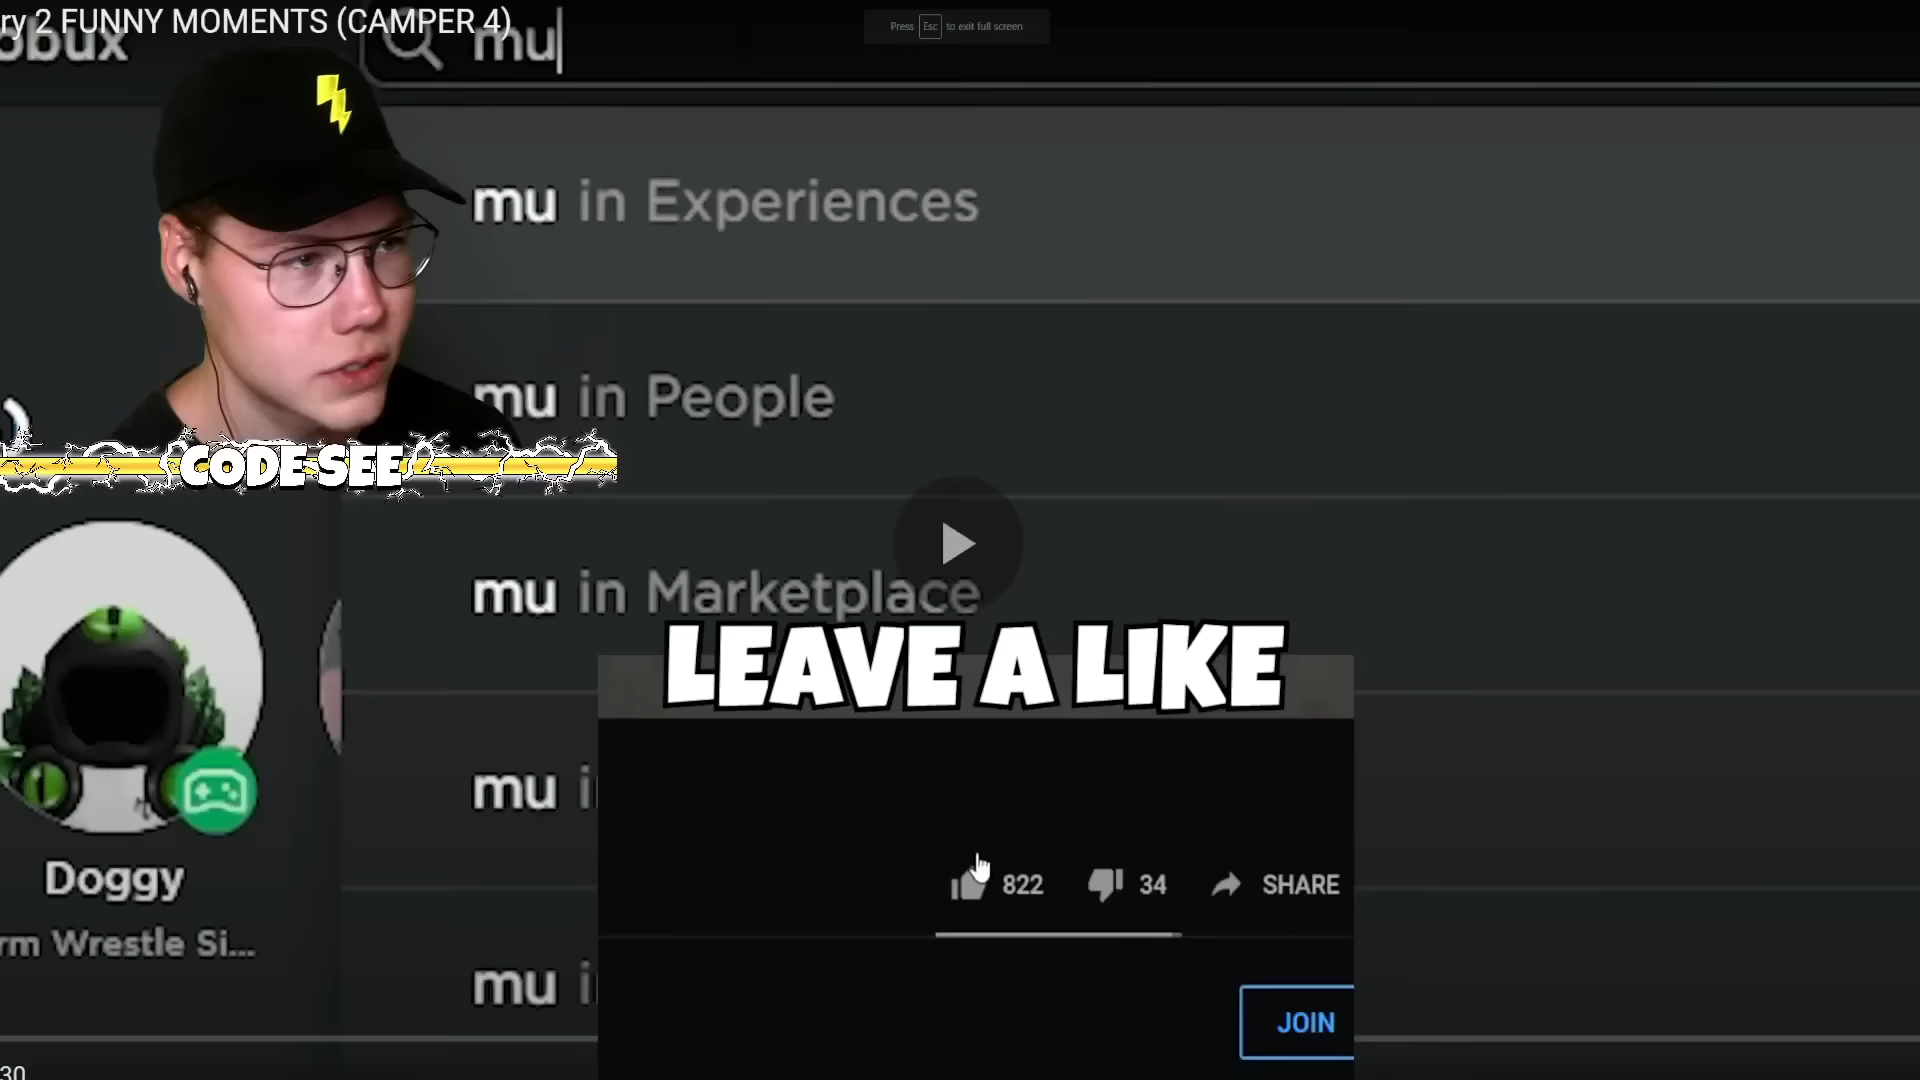 ry 2 FUNNY MOMENTS (CAMPER 4)
Press Esc to exit full screen
obux
mu
mu in Experiences
mu in People
CODE SEE
mu in Marketplace
LEAVE A LIKE
mu i
822 34 SHARE
Doggy
rm Wrestle Si...
mu i
JOIN
30